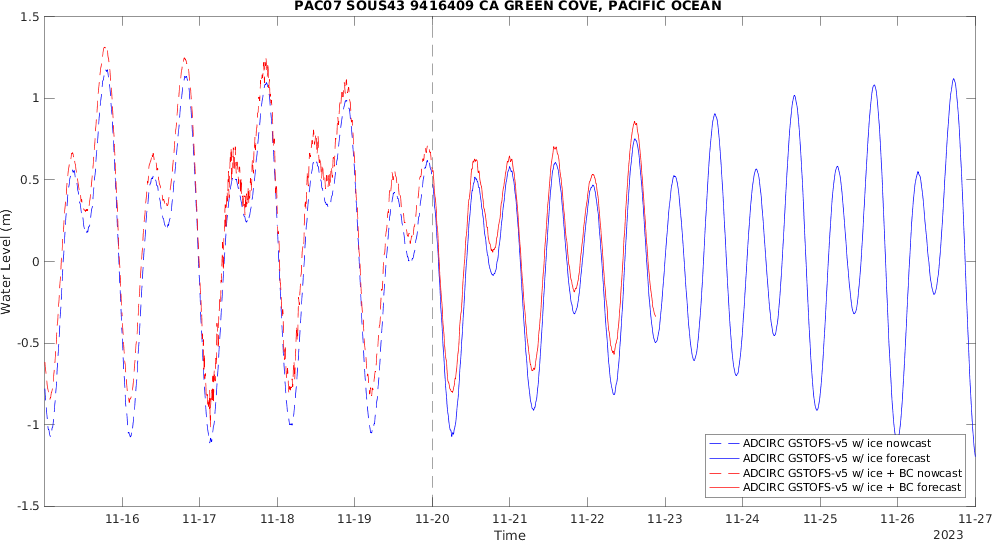 PAC07 SOUS43 9416409 CA GREEN COVE, PACIFIC OCEAN
1.5
1
0.5
0
-0.5
-1
-1.5
Water Level (m)
ADCIRC GSTOFS-v5 w/ ice nowcast
ADCIRC GSTOFS-v5 w/ ice forecast
ADCIRC GSTOFS-v5 w/ ice + BC nowcast
ADCIRC GSTOFS-v5 w/ ice + BC forecast
11-16 11-17 11-18 11-19 11-20 11-21 11-22 11-23 11-24 11-25 11-26 11-27
Time
2023